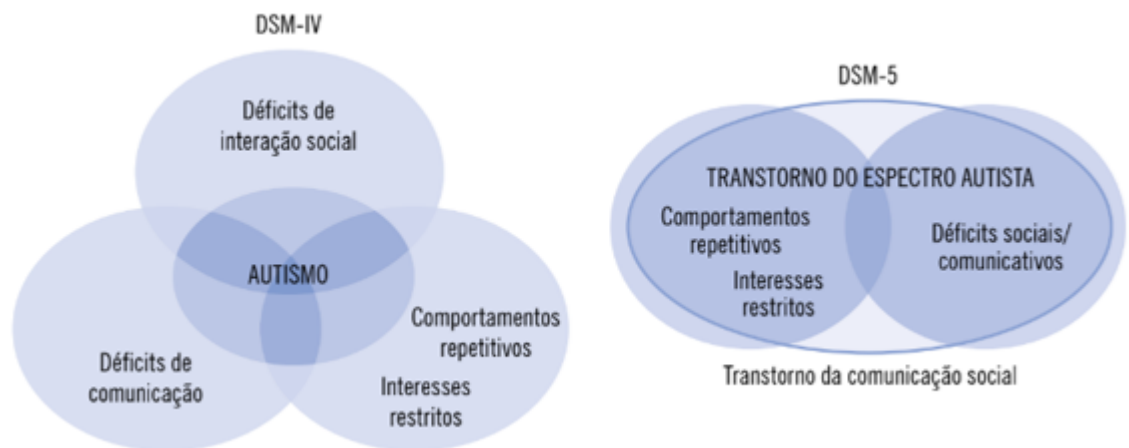 DSM-IV
Déficits de
interação social
AUTISMO
Comportamentos
repetitivos
Déficits de
comunicação
Interesses
restritos
DSM-5
TRANSTORNO DO ESPECTRO AUTISTA
Comportamentos
repetitivos
Interesses
restritos
Déficits sociais/
comunicativos
Transtorno da comunicação social